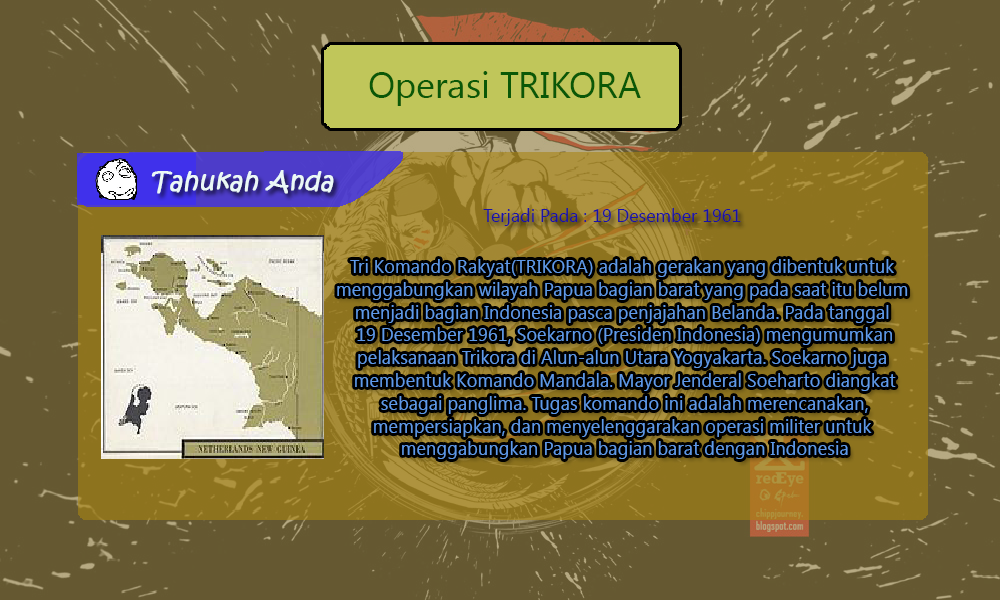 Operasi TRIKORA
Tahukah Anda
Terjadi Pada : 19 Desember 1961
Tri Komando Rakyat(TRIKORA) adalah gerakan yang dibentuk untuk
menggabungkan wilayah Papua bagian barat yang pada saat itu belum
menjadi bagian Indonesia pasca penjajahan Belanda. Pada tanggal
19 Desember 1961, Soekarno (Presiden Indonesia) mengumumkan
pelaksanaan Trikora di Alun-alun Utara Yogyakarta. Soekarno juga
membentuk Komando Mandala. Mayor Jenderal Soeharto diangkat
sebagai panglima. Tugas komando ini adalah merencanakan,
mempersiapkan, dan menyelenggarakan operasi militer untuk
menggabungkan Papua bagian barat dengan Indonesia
NETHERLANDS NEW GUINEA
redEye
chippjourney.
blogspot.com